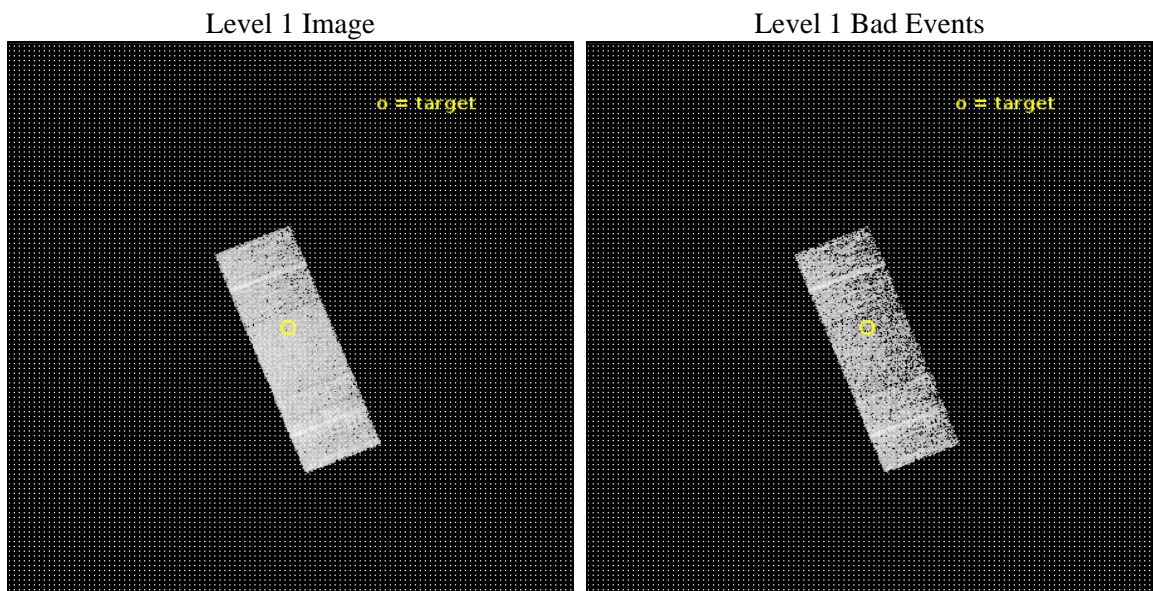 Level 1 Image
Level 1 Bad Events
o = target
o = target